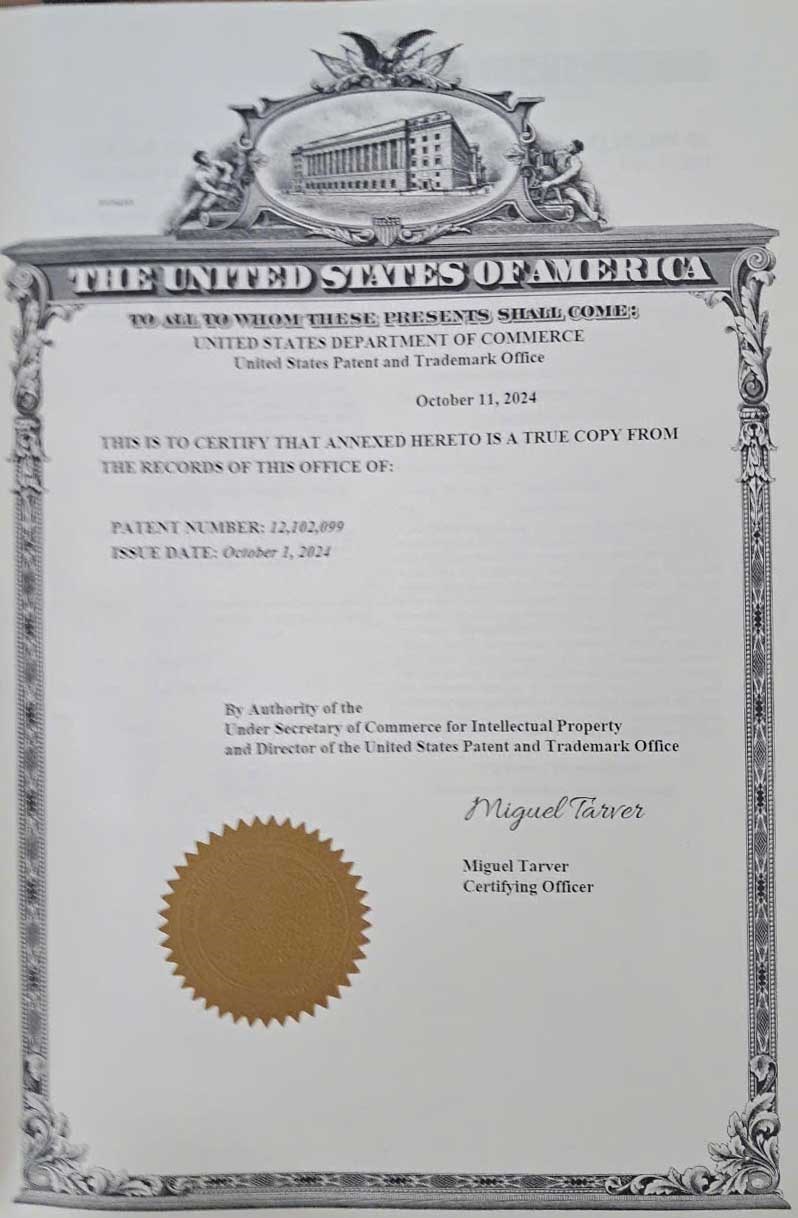 THE UNITED STATES OF AMERICA
TO ALL TO WHOM THESE PRESENTS SHALL COME:
UNITED STATES DEPARTMENT OF COMMERCE
United States Patent and Trademark Office
October 11, 2024
THIS IS TO CERTIFY THAT ANNEXED HERETO IS A TRUE COPY FROM
THE RECORDS OF THIS OFFICE OF:
PATENT NUMBER: 12,102,099
ISSUE DATE: October 1, 2024
By Authority of the
Under Secretary of Commerce for Intellectual Property
and Director of the United States Patent and Trademark Office
Miguel Tarver
Miguel Tarver
Certifying Officer